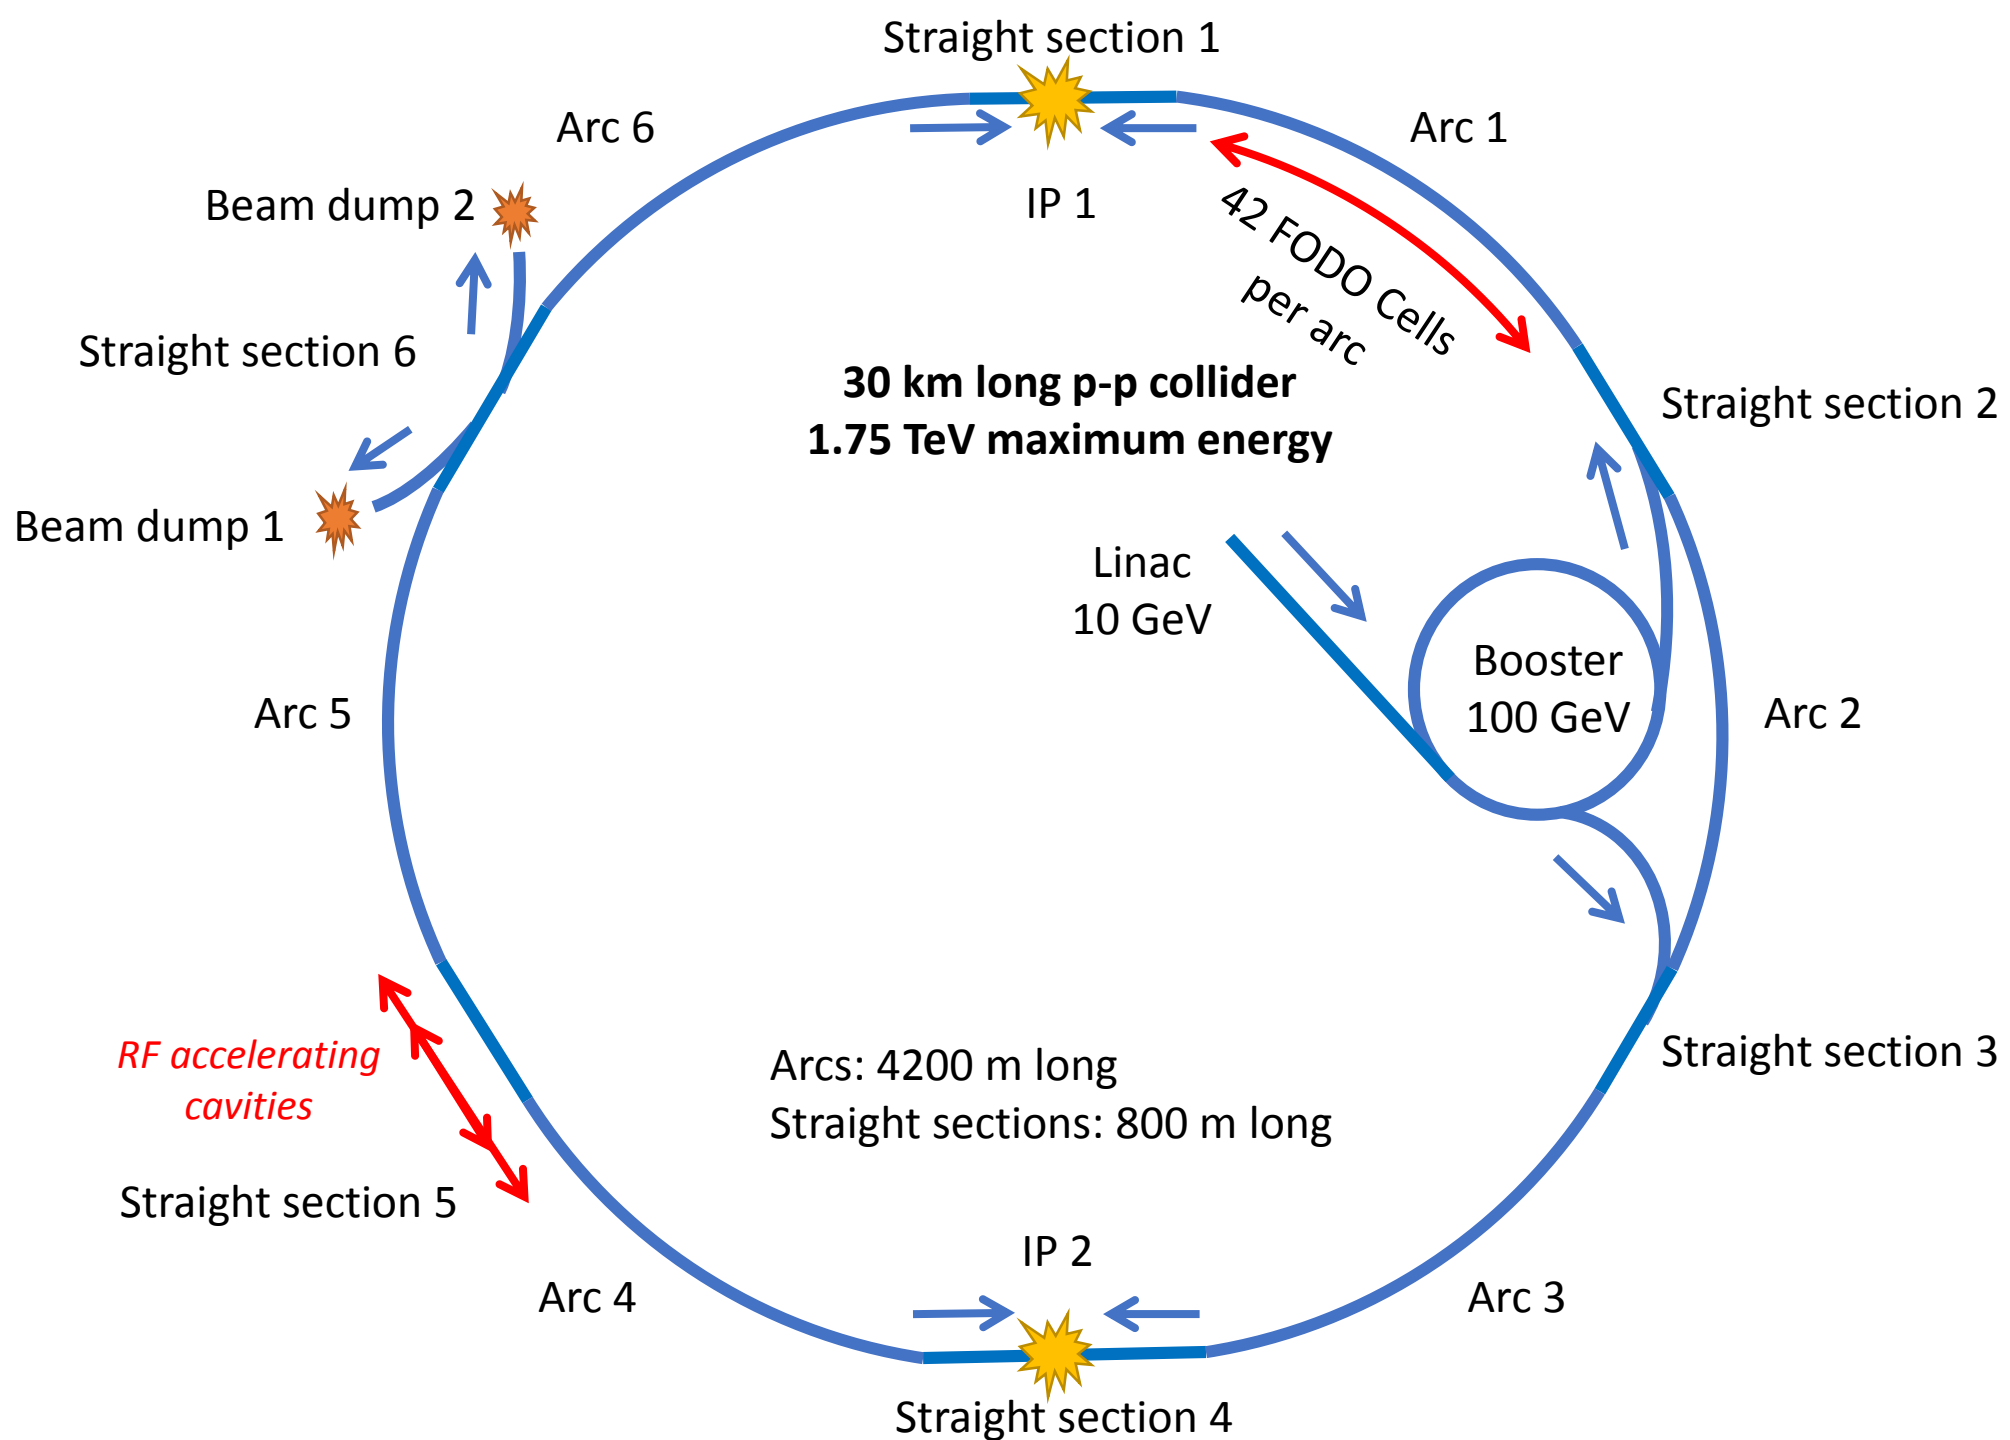 Straight section 1
Arc 6
Arc 1
Beam dump 2
IP 1
42 FODO Cells
per arc
Straight section 6
30 km long p-p collider
1.75 TeV maximum energy
Straight section 2
Beam dump 1
Linac
10 GeV
Booster
100 GeV
Arc 5
Arc 2
RF accelerating
cavities
Arcs: 4200 m long
Straight sections: 800 m long
Straight section 3
Straight section 5
IP 2
Arc 4
Arc 3
Straight section 4